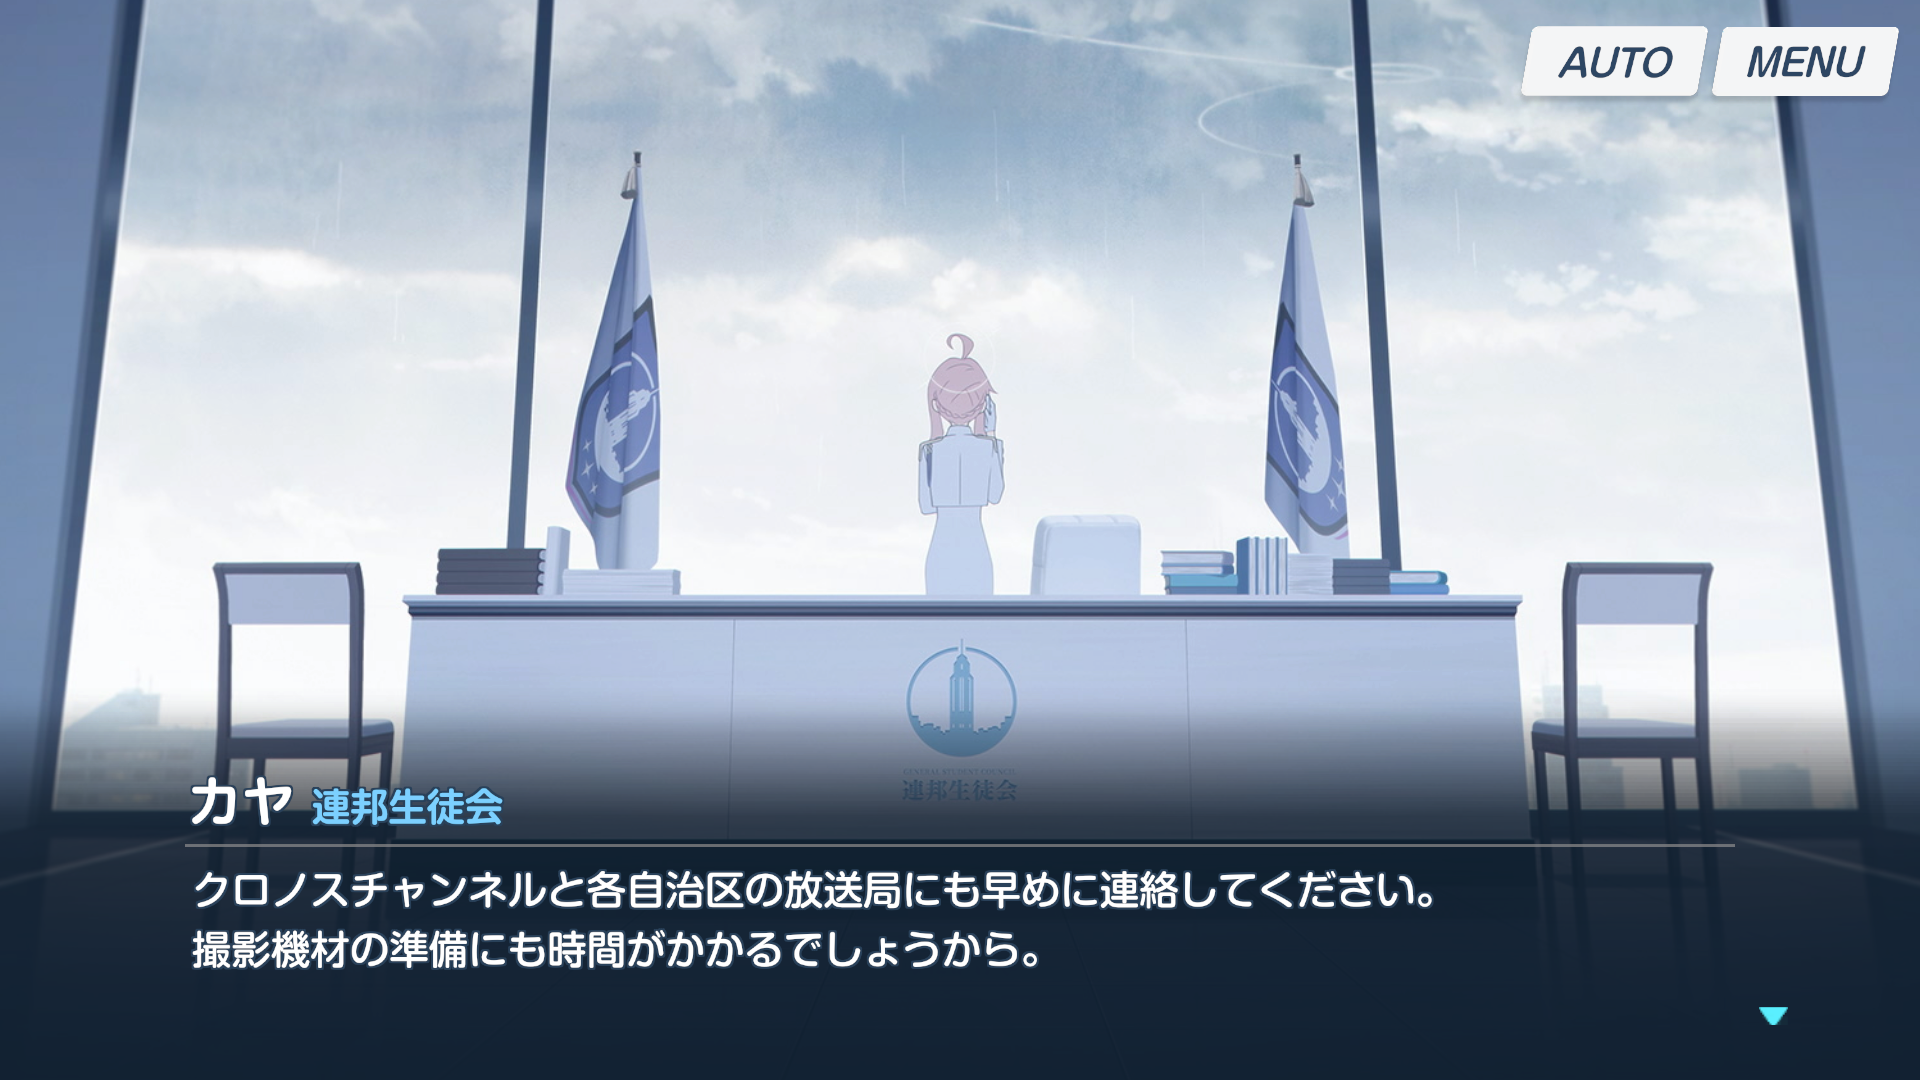 AUTO
MENU
GENERAL STUDENT COUNCIL
連邦生徒会
カヤ 連邦生徒会
クロノスチャンネルと各自治区の放送局にも早めに連絡してください。
撮影機材の準備にも時間がかかるでしょうから。